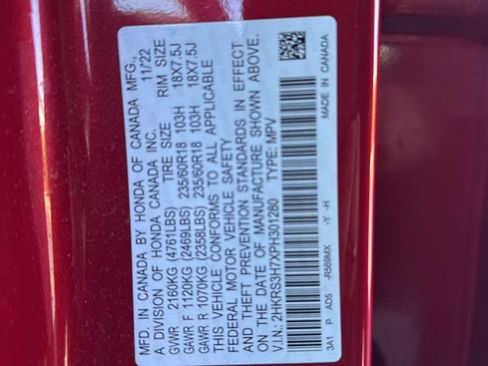 MFD. IN CANADA BY HONDA OF CANADA MFG.,
A DIVISION OF HONDA CANADA INC. 11/22
GVWR 2160KG (4761LBS) TIRE SIZE RIM SIZE
GAWR F 1120KG (2469LBS) 235/60R18 103H 18X7.5J
GAWR R 1070KG (2358LBS) 235/60R18 103H 18X7.5J
THIS VEHICLE CONFORMS TO ALL APPLICABLE
FEDERAL MOTOR VEHICLE SAFETY
AND THEFT PREVENTION STANDARDS IN EFFECT
ON THE DATE OF MANUFACTURE SHOWN ABOVE.
V.I.N.: 2HKRS3H7XPH301260 TYPE: MPV
3A1 P AD5 -R569MX -Y -H MADE IN CANADA